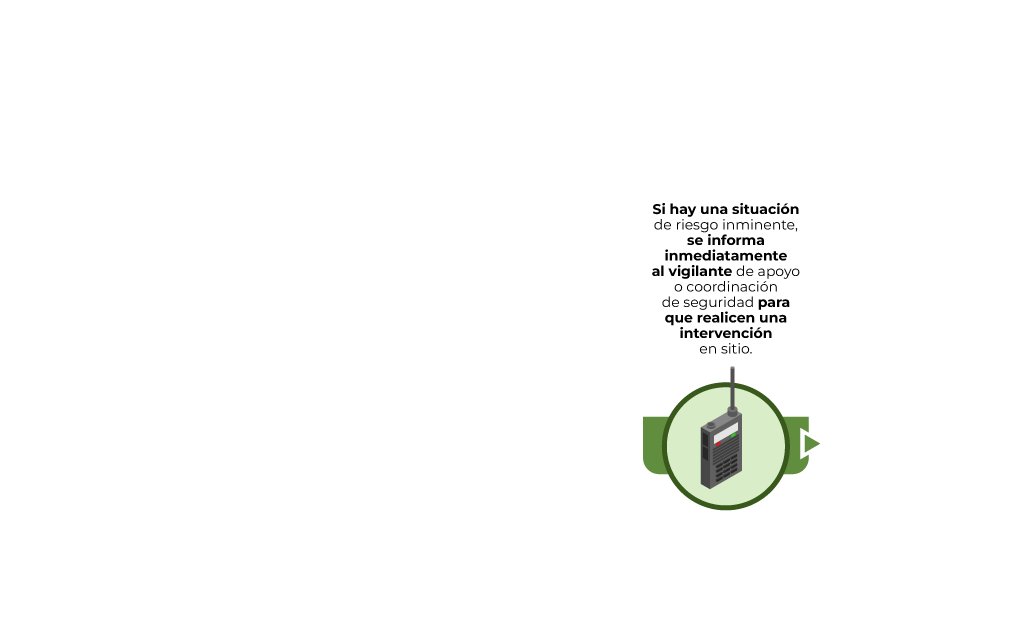 Si hay una situación
de riesgo inminente,
se informa
inmediatamente
al vigilante de apoyo
o coordinación
de seguridad para
que realicen una
intervención
en sitio.